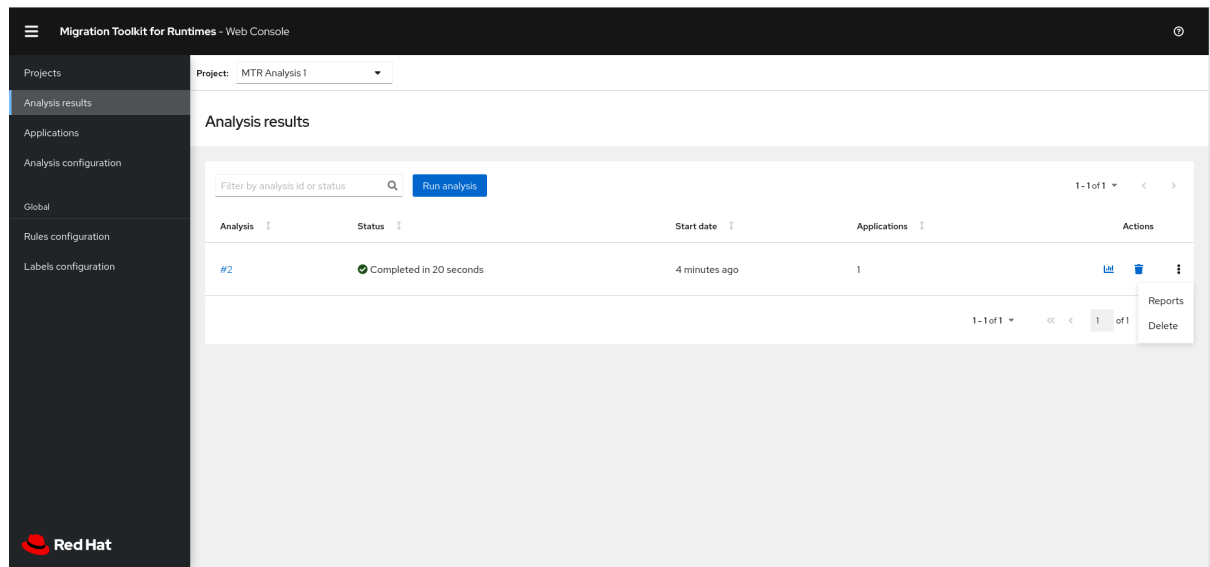 Migration Toolkit for Runtimes - Web Console
Projects
Analysis results
Applications
Analysis configuration
Global
Rules configuration
Labels configuration
Red Hat
Project: MTR Analysis 1
Analysis results
Filter by analysis id or status Run analysis 1 - 1 of 1
Analysis Status Start date Applications Actions
#2 Completed in 20 seconds 4 minutes ago 1
Reports
Delete
1 - 1 of 1 1 of 1